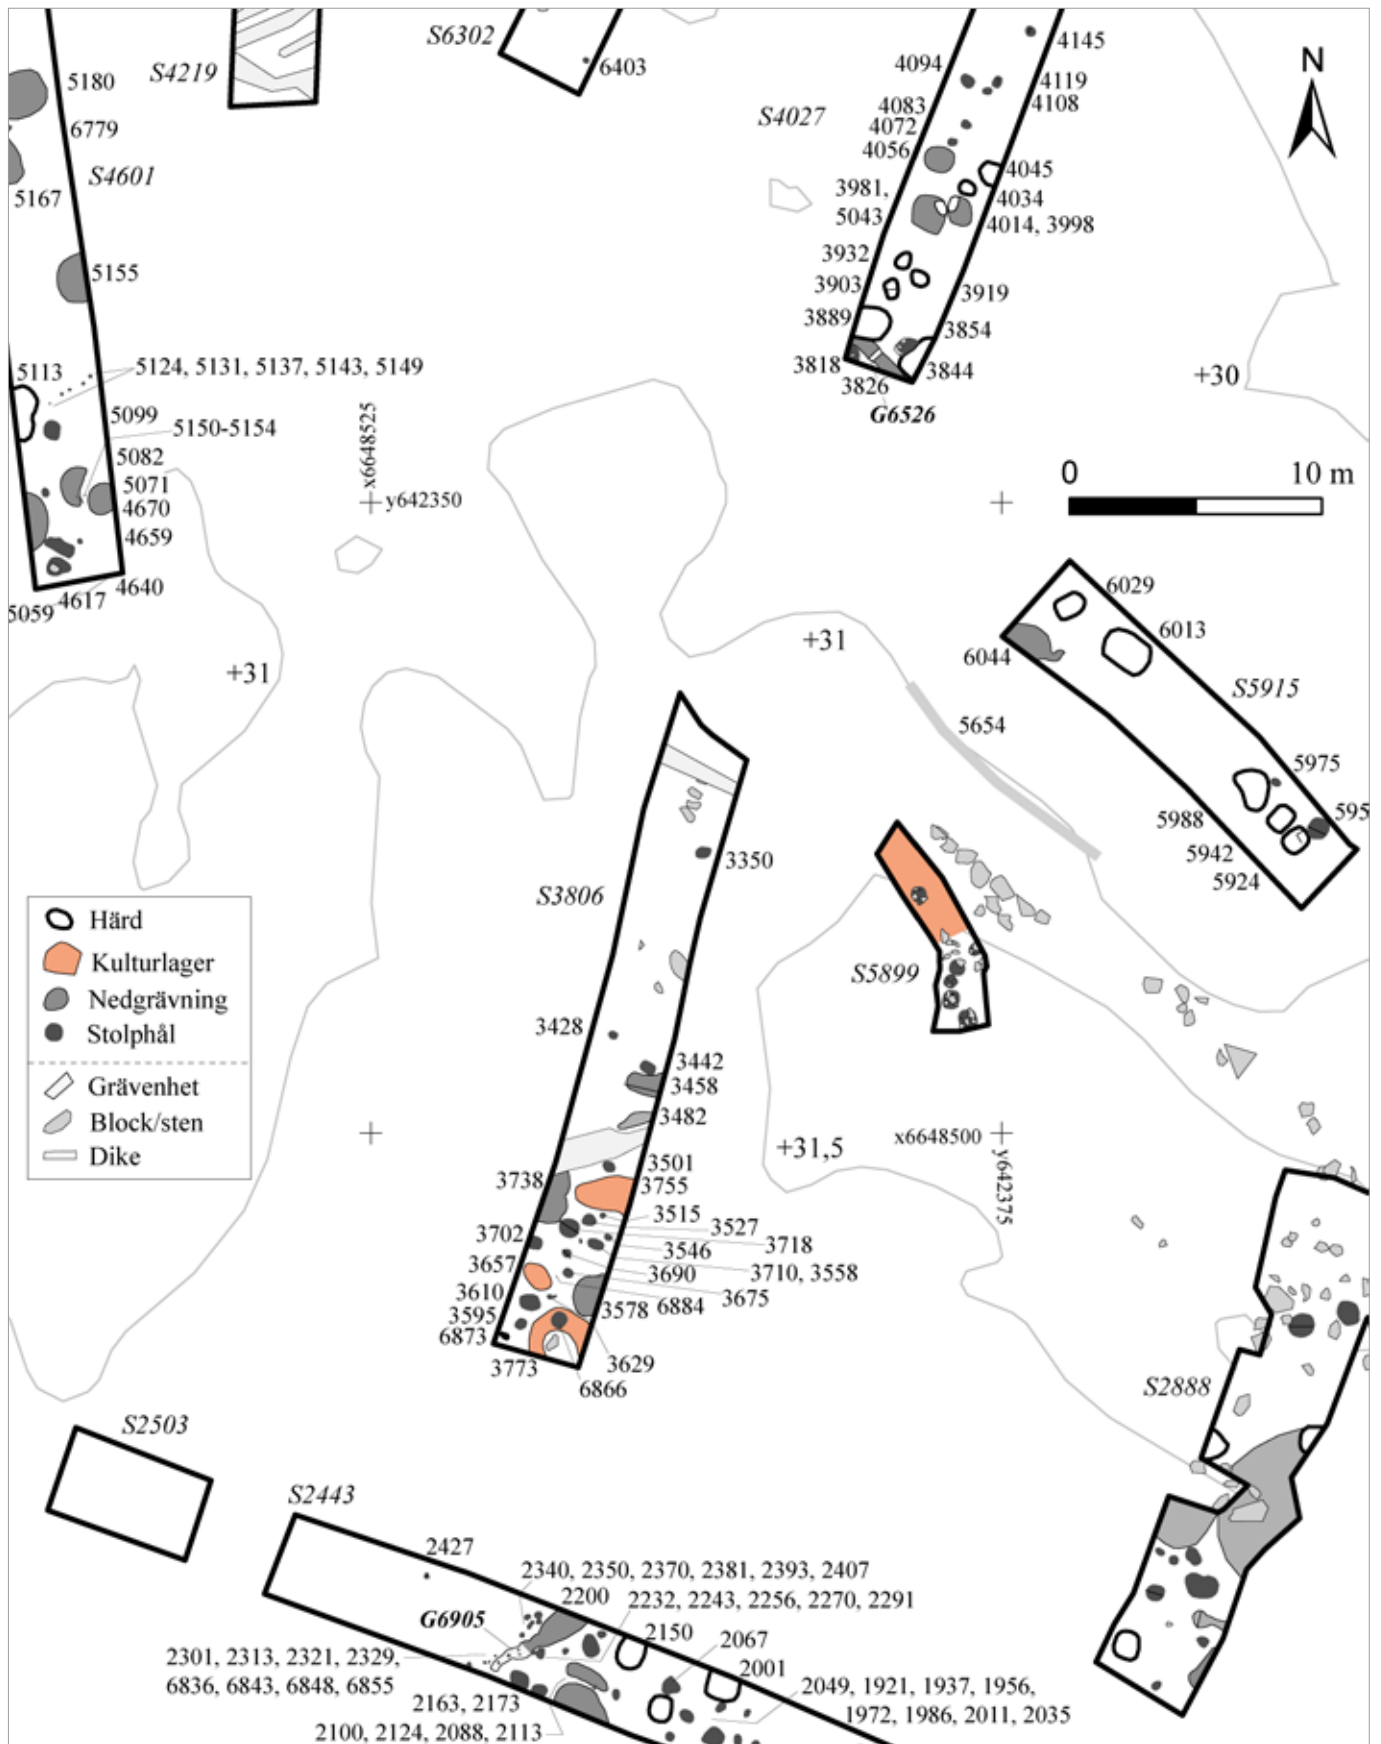 S6302
4145
S4219
4094
6403
5180
4119
4083
4108
S4027
4072
6779
4056
S4601
4045
3981,
5043
4034
5167
4014, 3998
3932
5155
3903
3919
3889
3854
3818
3844
3826
G6526
N
+30
5113
5124, 5131, 5137, 5143, 5149
5099
5150-5154
5082
5071
4670
4659
4640
4617
5059
x6648525
y642350
0 10 m
+31
+31
6029
6013
6044
S5915
5654
5975
5988
595
5942
5924
3350
S3806
S5899
Härd
Kulturlager
Nedgrävning
Stolphål
Grävenhet
Block/sten
Dike
3428
3442
3458
3482
+31,5
x6648500
y642375
3738
3501
3755
3515
3527
3702
3718
3546
3657
3690
3710, 3558
3610
3675
3595
3578
6884
6873
3629
3773
6866
S2888
S2503
S2443
2427
2340, 2350, 2370, 2381, 2393, 2407
2200
2232, 2243, 2256, 2270, 2291
G6905
2150
2067
2301, 2313, 2321, 2329,
6836, 6843, 6848, 6855
2001
2163, 2173
2049, 1921, 1937, 1956,
1972, 1986, 2011, 2035
2100, 2124, 2088, 2113